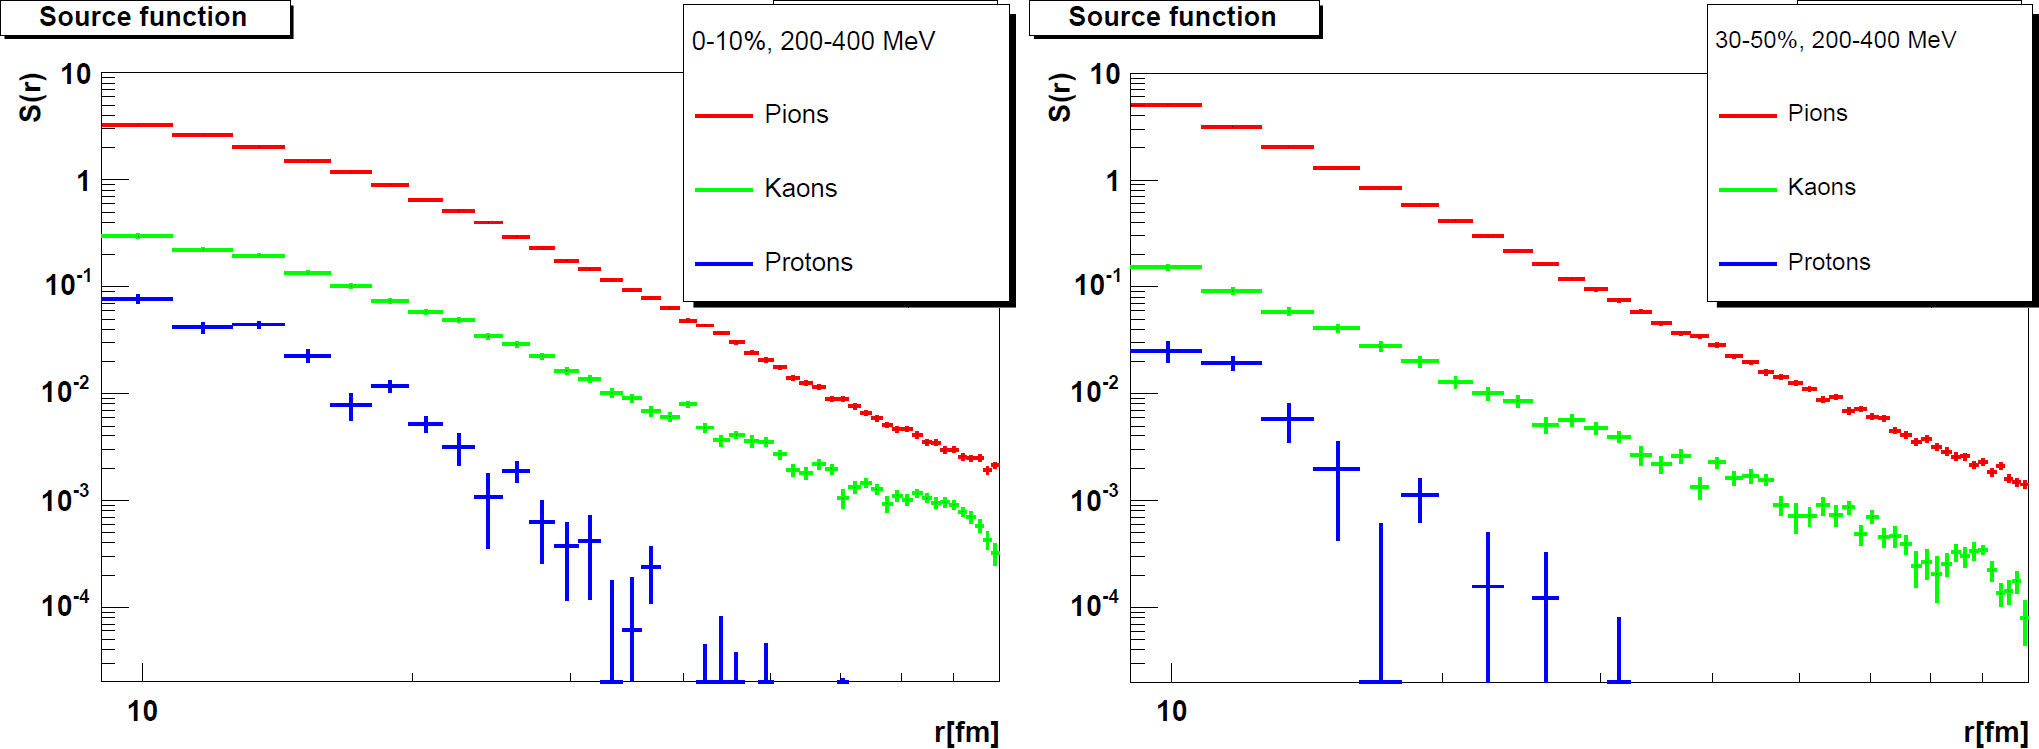 Source function
0-10%, 200-400 MeV
Pions
Kaons
Protons
S(r)
10
1
10-1
10-2
10-3
10-4
10
r[fm]
Source function
30-50%, 200-400 MeV
Pions
Kaons
Protons
S(r)
10
1
10-1
10-2
10-3
10-4
10
r[fm]